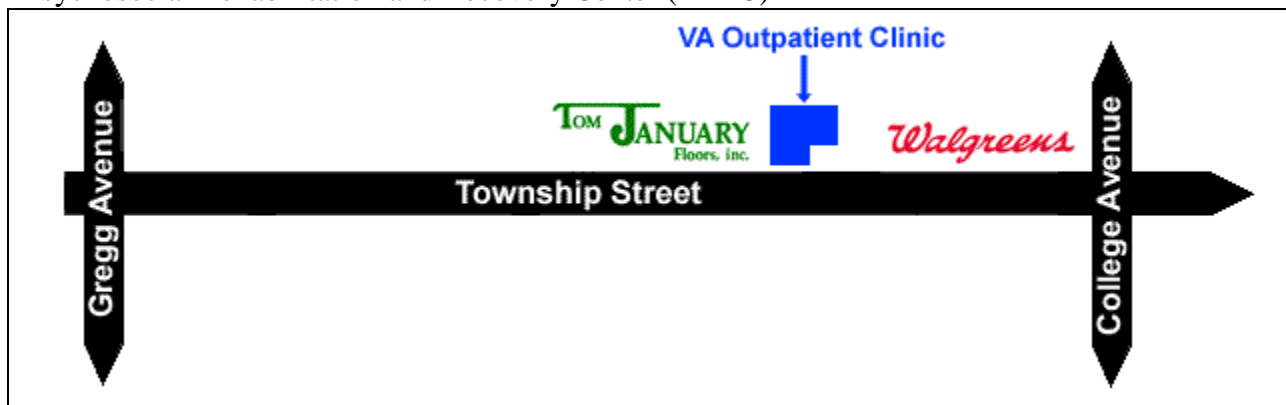 VA Outpatient Clinic
TOM JANUARY
Floors, inc.
Walgreens
Township Street
Gregg Avenue
College Avenue